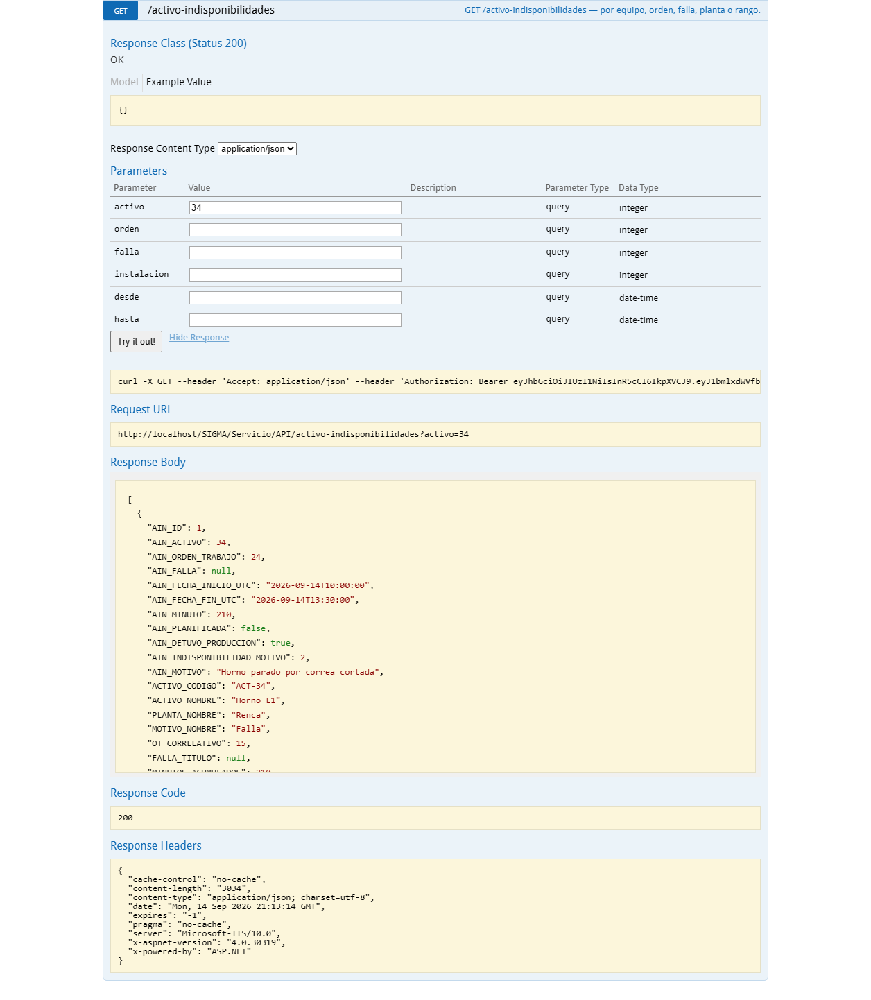 GET /activo-indisponibilidades GET /activo-indisponibilidades — por equipo, orden, falla, planta o rango.
Response Class (Status 200)
OK
Model Example Value
{}
Response Content Type application/json
Parameters
Parameter Value Description Parameter Type Data Type
activo 34 query integer
orden query integer
falla query integer
instalacion query integer
desde query date-time
hasta query date-time
Try it out! Hide Response
curl -X GET --header 'Accept: application/json' --header 'Authorization: Bearer eyJhbGciOiJIUzI1NiIsInR5cCI6IkpXVCJ9.eyJ1bmlxdWVfb
Request URL
http://localhost/SIGMA/Servicio/API/activo-indisponibilidades?activo=34
Response Body
[
{
"AIN_ID": 1,
"AIN_ACTIVO": 34,
"AIN_ORDEN_TRABAJO": 24,
"AIN_FALLA": null,
"AIN_FECHA_INICIO_UTC": "2026-09-14T10:00:00",
"AIN_FECHA_FIN_UTC": "2026-09-14T13:30:00",
"AIN_MINUTO": 210,
"AIN_PLANIFICADA": false,
"AIN_DETUVO_PRODUCCION": true,
"AIN_INDISPONIBILIDAD_MOTIVO": 2,
"AIN_MOTIVO": "Horno parado por correa cortada",
"ACTIVO_CODIGO": "ACT-34",
"ACTIVO_NOMBRE": "Horno L1",
"PLANTA_NOMBRE": "Renca",
"MOTIVO_NOMBRE": "Falla",
"OT_CORRELATIVO": 15,
"FALLA_TITULO": null,
"MINUTOS_ACUMULADOS": 210
Response Code
200
Response Headers
{
"cache-control": "no-cache",
"content-length": "3034",
"content-type": "application/json; charset=utf-8",
"date": "Mon, 14 Sep 2026 21:13:14 GMT",
"expires": "-1",
"pragma": "no-cache",
"server": "Microsoft-IIS/10.0",
"x-aspnet-version": "4.0.30319",
"x-powered-by": "ASP.NET"
}